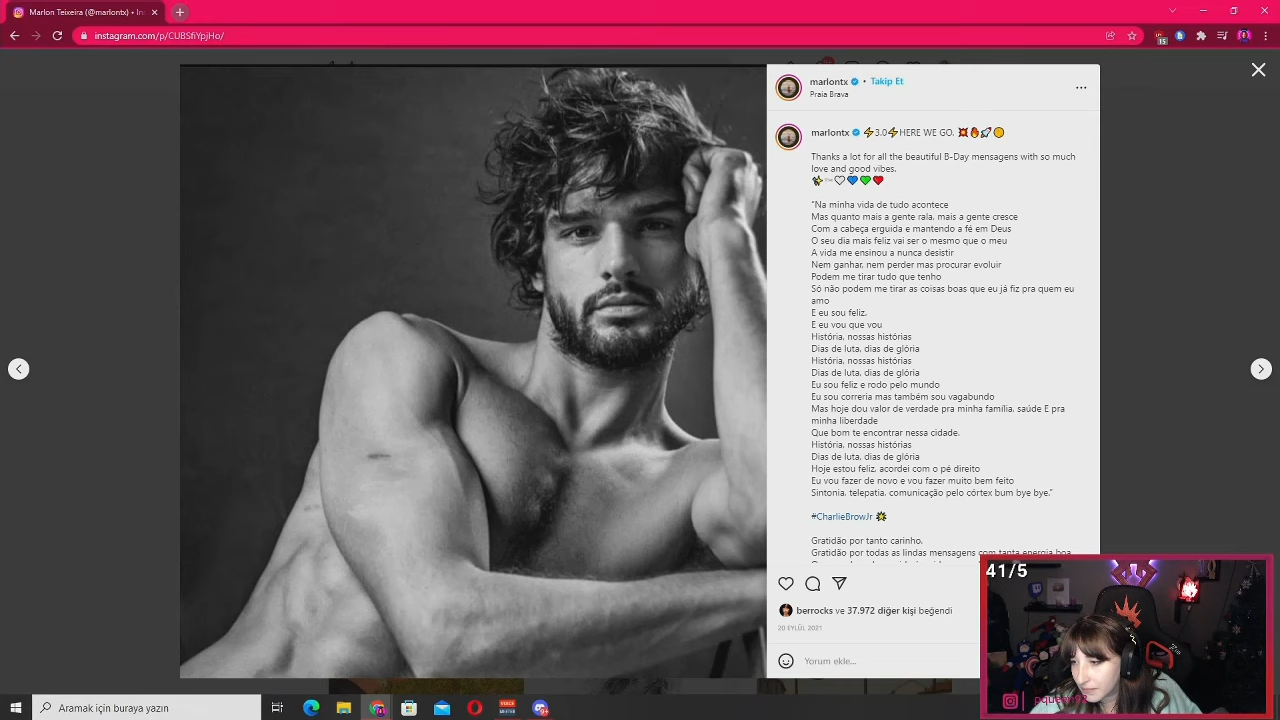 Marlon Teixeira (@marlontx) • In
instagram.com/p/CUBSfiYpjHo/
15
marlontx • Takip Et
Praia Brava
marlontx ⚡3.0⚡HERE WE GO. 💥🔥🚀🌕
Thanks a lot for all the beautiful B-Day mensagens with so much
love and good vibes.
"Na minha vida de tudo acontece
Mas quanto mais a gente rala, mais a gente cresce
Com a cabeça erguida e mantendo a fé em Deus
O seu dia mais feliz vai ser o mesmo que o meu
A vida me ensinou a nunca desistir
Nem ganhar, nem perder mas procurar evoluir
Podem me tirar tudo que tenho
Só não podem me tirar as coisas boas que eu já fiz pra quem eu
amo
E eu sou feliz,
E eu vou que vou
História, nossas histórias
Dias de luta, dias de glória
História, nossas histórias
Dias de luta, dias de glória
Eu sou feliz e rodo pelo mundo
Eu sou correria mas também sou vagabundo
Mas hoje dou valor de verdade pra minha família, saúde E pra
minha liberdade
Que bom te encontrar nessa cidade.
História, nossas histórias
Dias de luta, dias de glória
Hoje estou feliz, acordei com o pé direito
Eu vou fazer de novo e vou fazer muito bem feito
Sintonia, telepatia, comunicação pelo córtex bum bye bye."
#CharlieBrowJr
Gratidão por tanto carinho.
Gratidão por todas as lindas mensagens com tanta energia boa
berrocks ve 37.972 diğer kişi beğendi
20 EYLÜL 2021
Yorum ekle...
41/5
Aramak için buraya yazın
VOICE
MEETER